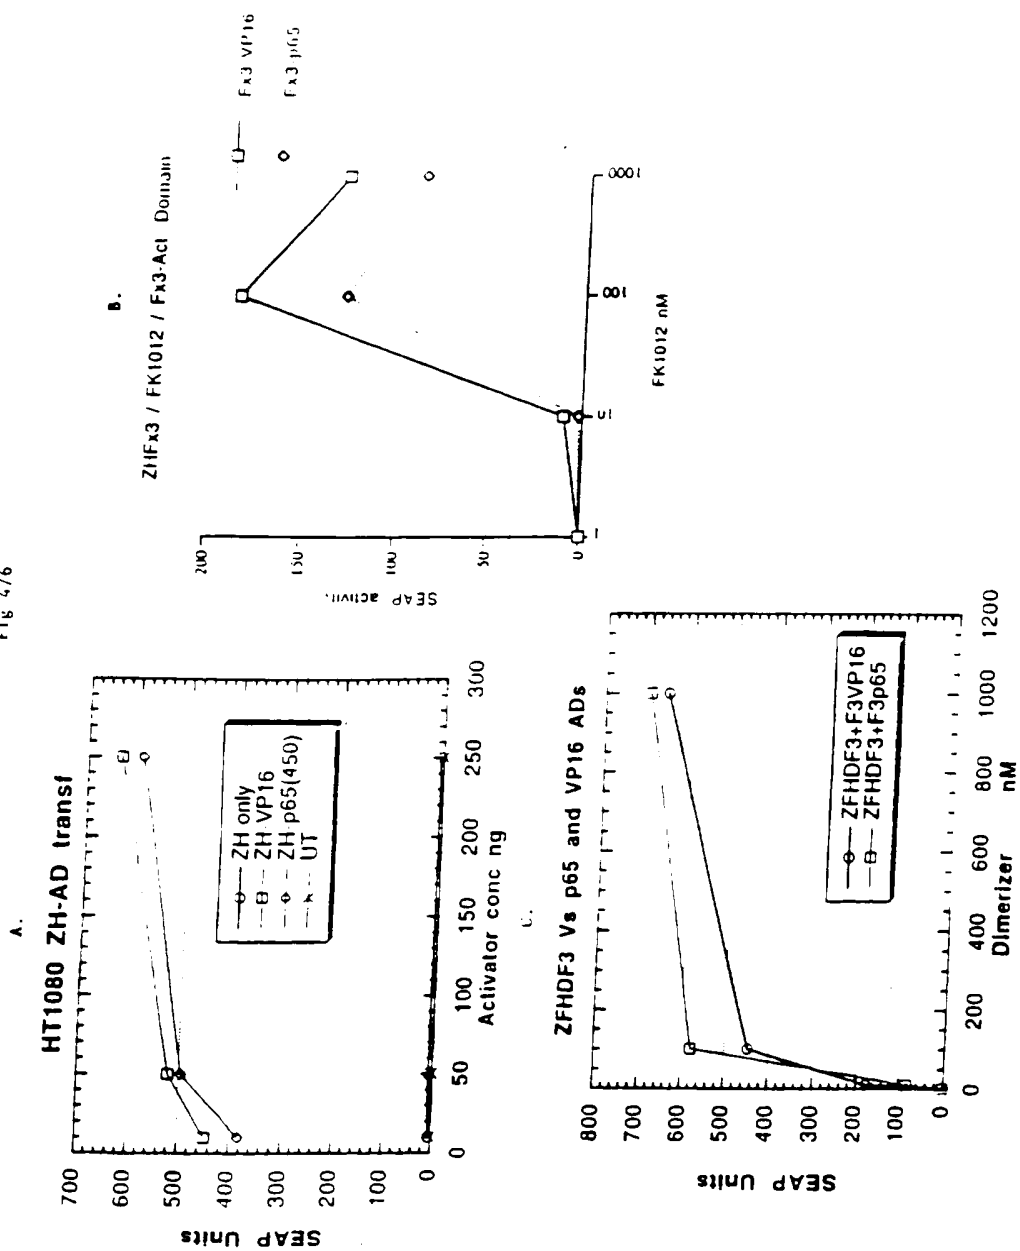 Fig 4/6
A.
HT1080 ZH-AD transf
SEAP Units
700
600
500
400
300
200
100
0
0
50
100
150
200
250
300
Activator conc ng
ZH only
ZH-VP16
ZH-p65(450)
UT
B.
ZHFx3 / FK1012 / Fx3-Act Domain
Fx3 VP16
Fx3 p65
SEAP
200
150
100
50
0
1
10
100
1000
FK1012 nM
C.
ZFHDF3 Vs p65 and VP16 ADs
SEAP Units
800
700
600
500
400
300
200
100
0
0
200
400
600
800
1000
1200
Dimerizer nM
ZFHDF3+F3VP16
ZFHDF3+F3p65